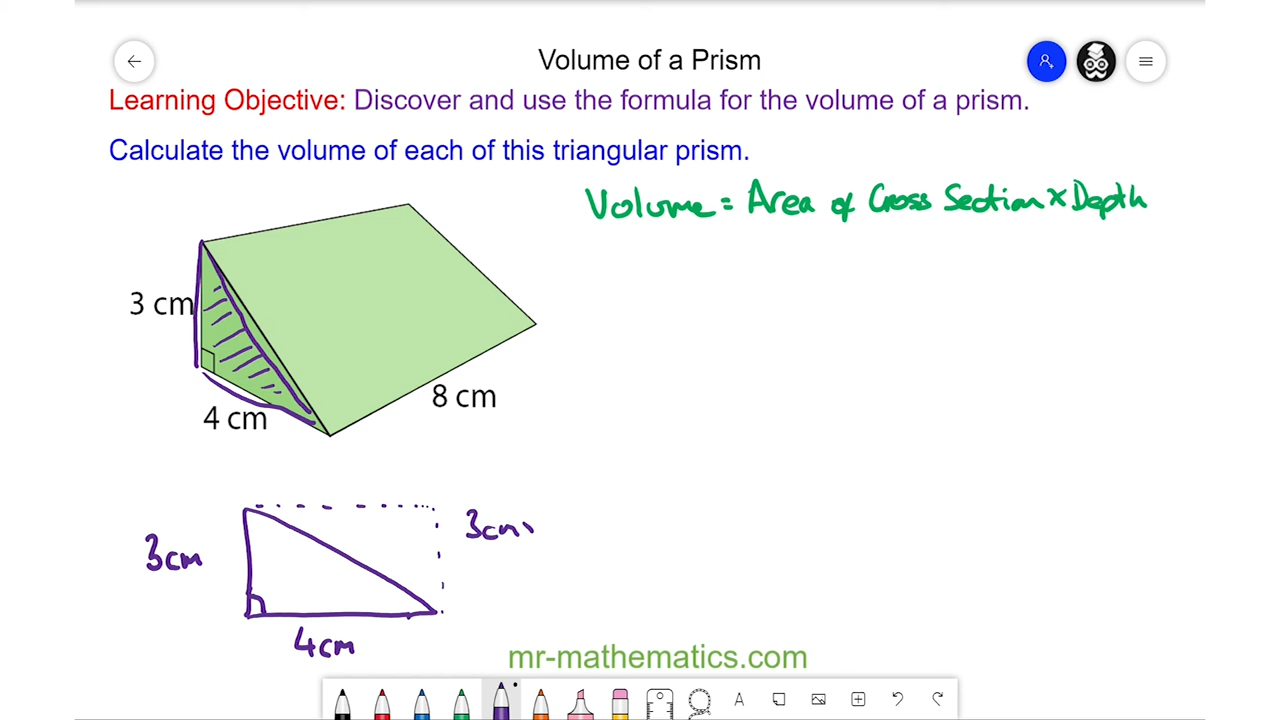 Volume of a Prism
Learning Objective: Discover and use the formula for the volume of a prism.
Calculate the volume of each of this triangular prism.
Volume = Area of Cross Section × Depth
3 cm
8 cm
4 cm
3cm
3cm
4cm
mr-mathematics.com
A